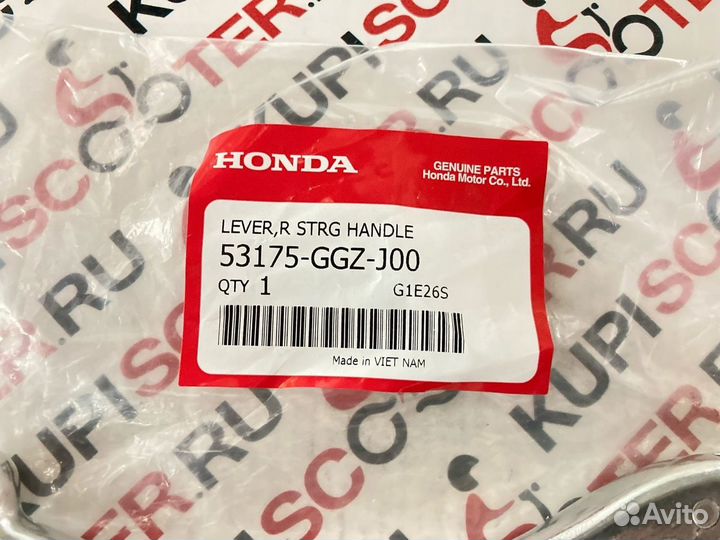 HONDA
GENUINE PARTS
Honda Motor Co., Ltd.
LEVER,R STRG HANDLE
53175-GGZ-J00
QTY 1 G1E26S
Made in VIET NAM
KUPISCOOTER.RU
Avito